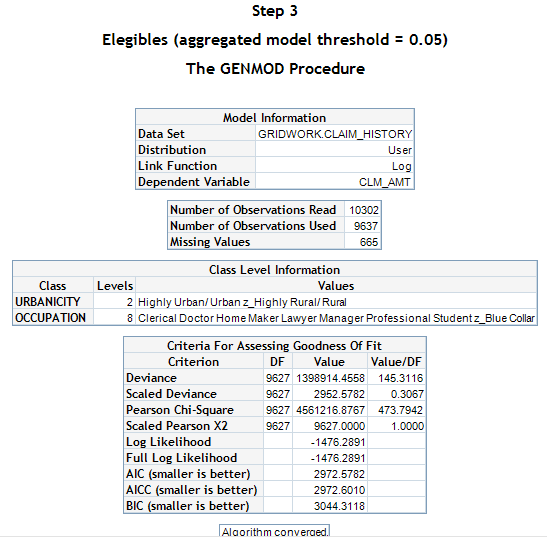 Step 3
Elegibles (aggregated model threshold = 0.05)
The GENMOD Procedure
Model Information
Data Set GRIDWORK.CLAIM_HISTORY
Distribution User
Link Function Log
Dependent Variable CLM_AMT
Number of Observations Read 10302
Number of Observations Used 9637
Missing Values 665
Class Level Information
Class Levels Values
URBANICITY 2 Highly Urban/ Urban z_Highly Rural/ Rural
OCCUPATION 8 Clerical Doctor Home Maker Lawyer Manager Professional Student z_Blue Collar
Criteria For Assessing Goodness Of Fit
Criterion DF Value Value/DF
Deviance 9627 1398914.4558 145.3116
Scaled Deviance 9627 2952.5782 0.3067
Pearson Chi-Square 9627 4561216.8767 473.7942
Scaled Pearson X2 9627 9627.0000 1.0000
Log Likelihood -1476.2891
Full Log Likelihood -1476.2891
AIC (smaller is better) 2972.5782
AICC (smaller is better) 2972.6010
BIC (smaller is better) 3044.3118
Algorithm converged.